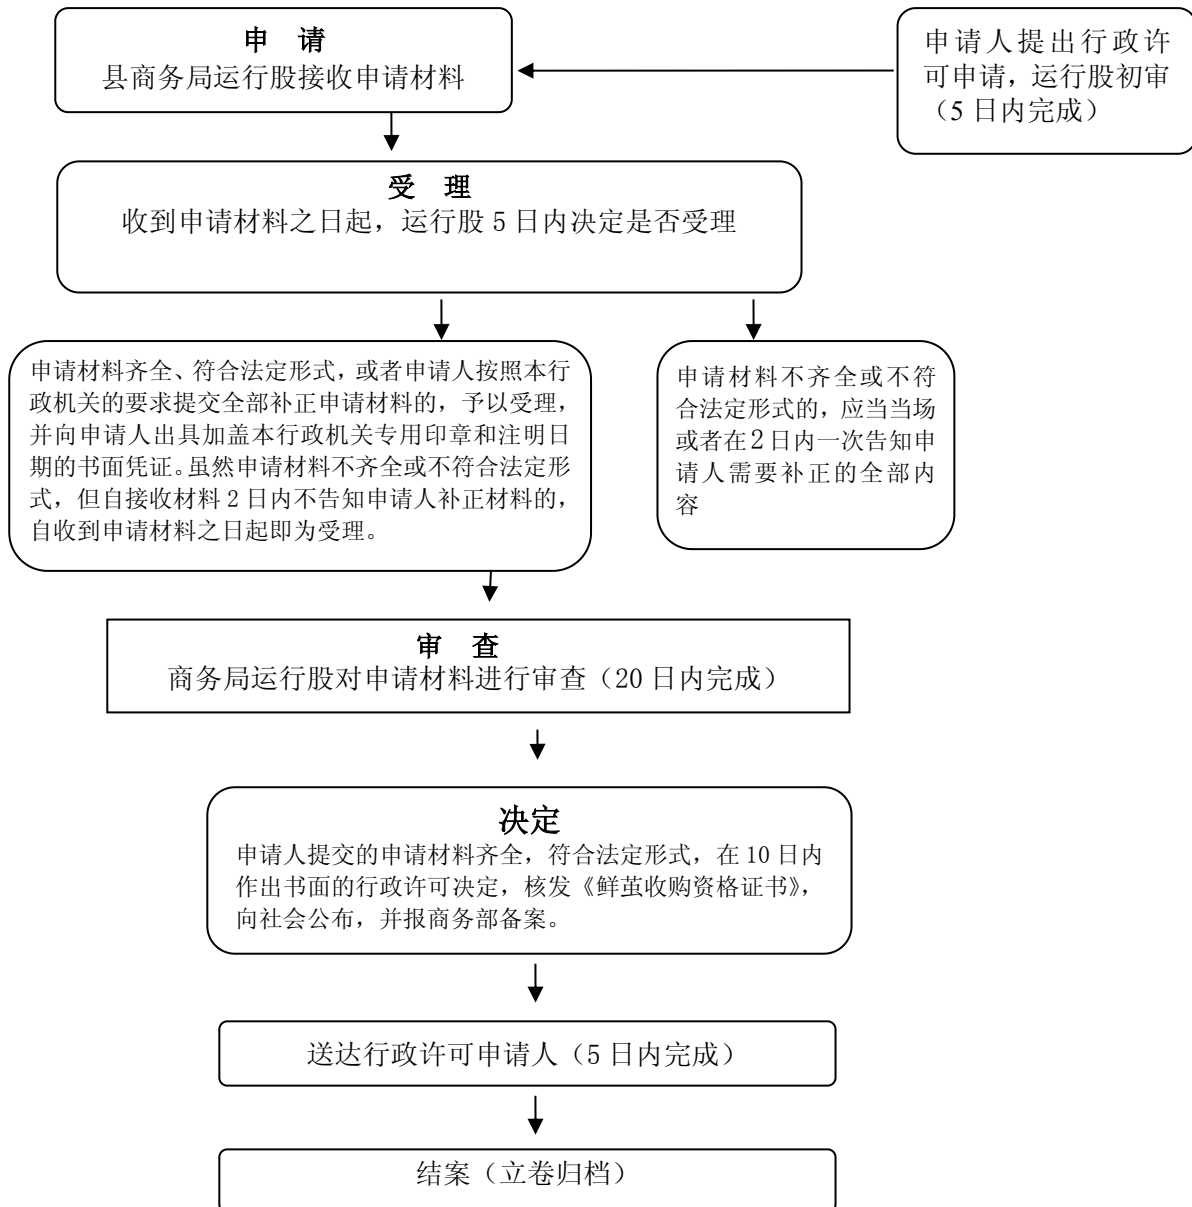 申 请
县商务局运行股接收申请材料
申请人提出行政许
可申请，运行股初审
（5 日内完成）
受 理
收到申请材料之日起，运行股 5 日内决定是否受理
申请材料齐全、符合法定形式，或者申请人按照本行
政机关的要求提交全部补正申请材料的，予以受理，
并向申请人出具加盖本行政机关专用印章和注明日
期的书面凭证。虽然申请材料不齐全或不符合法定形
式，但自接收材料 2 日内不告知申请人补正材料的，
自收到申请材料之日起即为受理。
申请材料不齐全或不符
合法定形式的，应当当场
或者在 2 日内一次告知申
请人需要补正的全部内
容
审 查
商务局运行股对申请材料进行审查（20 日内完成）
决定
申请人提交的申请材料齐全，符合法定形式，在 10 日内
作出书面的行政许可决定，核发《鲜茧收购资格证书》，
向社会公布，并报商务部备案。
送达行政许可申请人（5 日内完成）
结案（立卷归档）